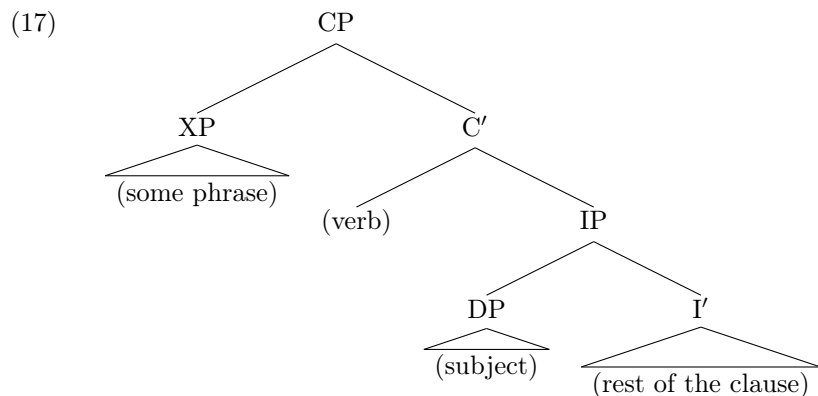 (17)
CP
XP C′
(some phrase)
(verb) IP
DP I′
(subject)
(rest of the clause)